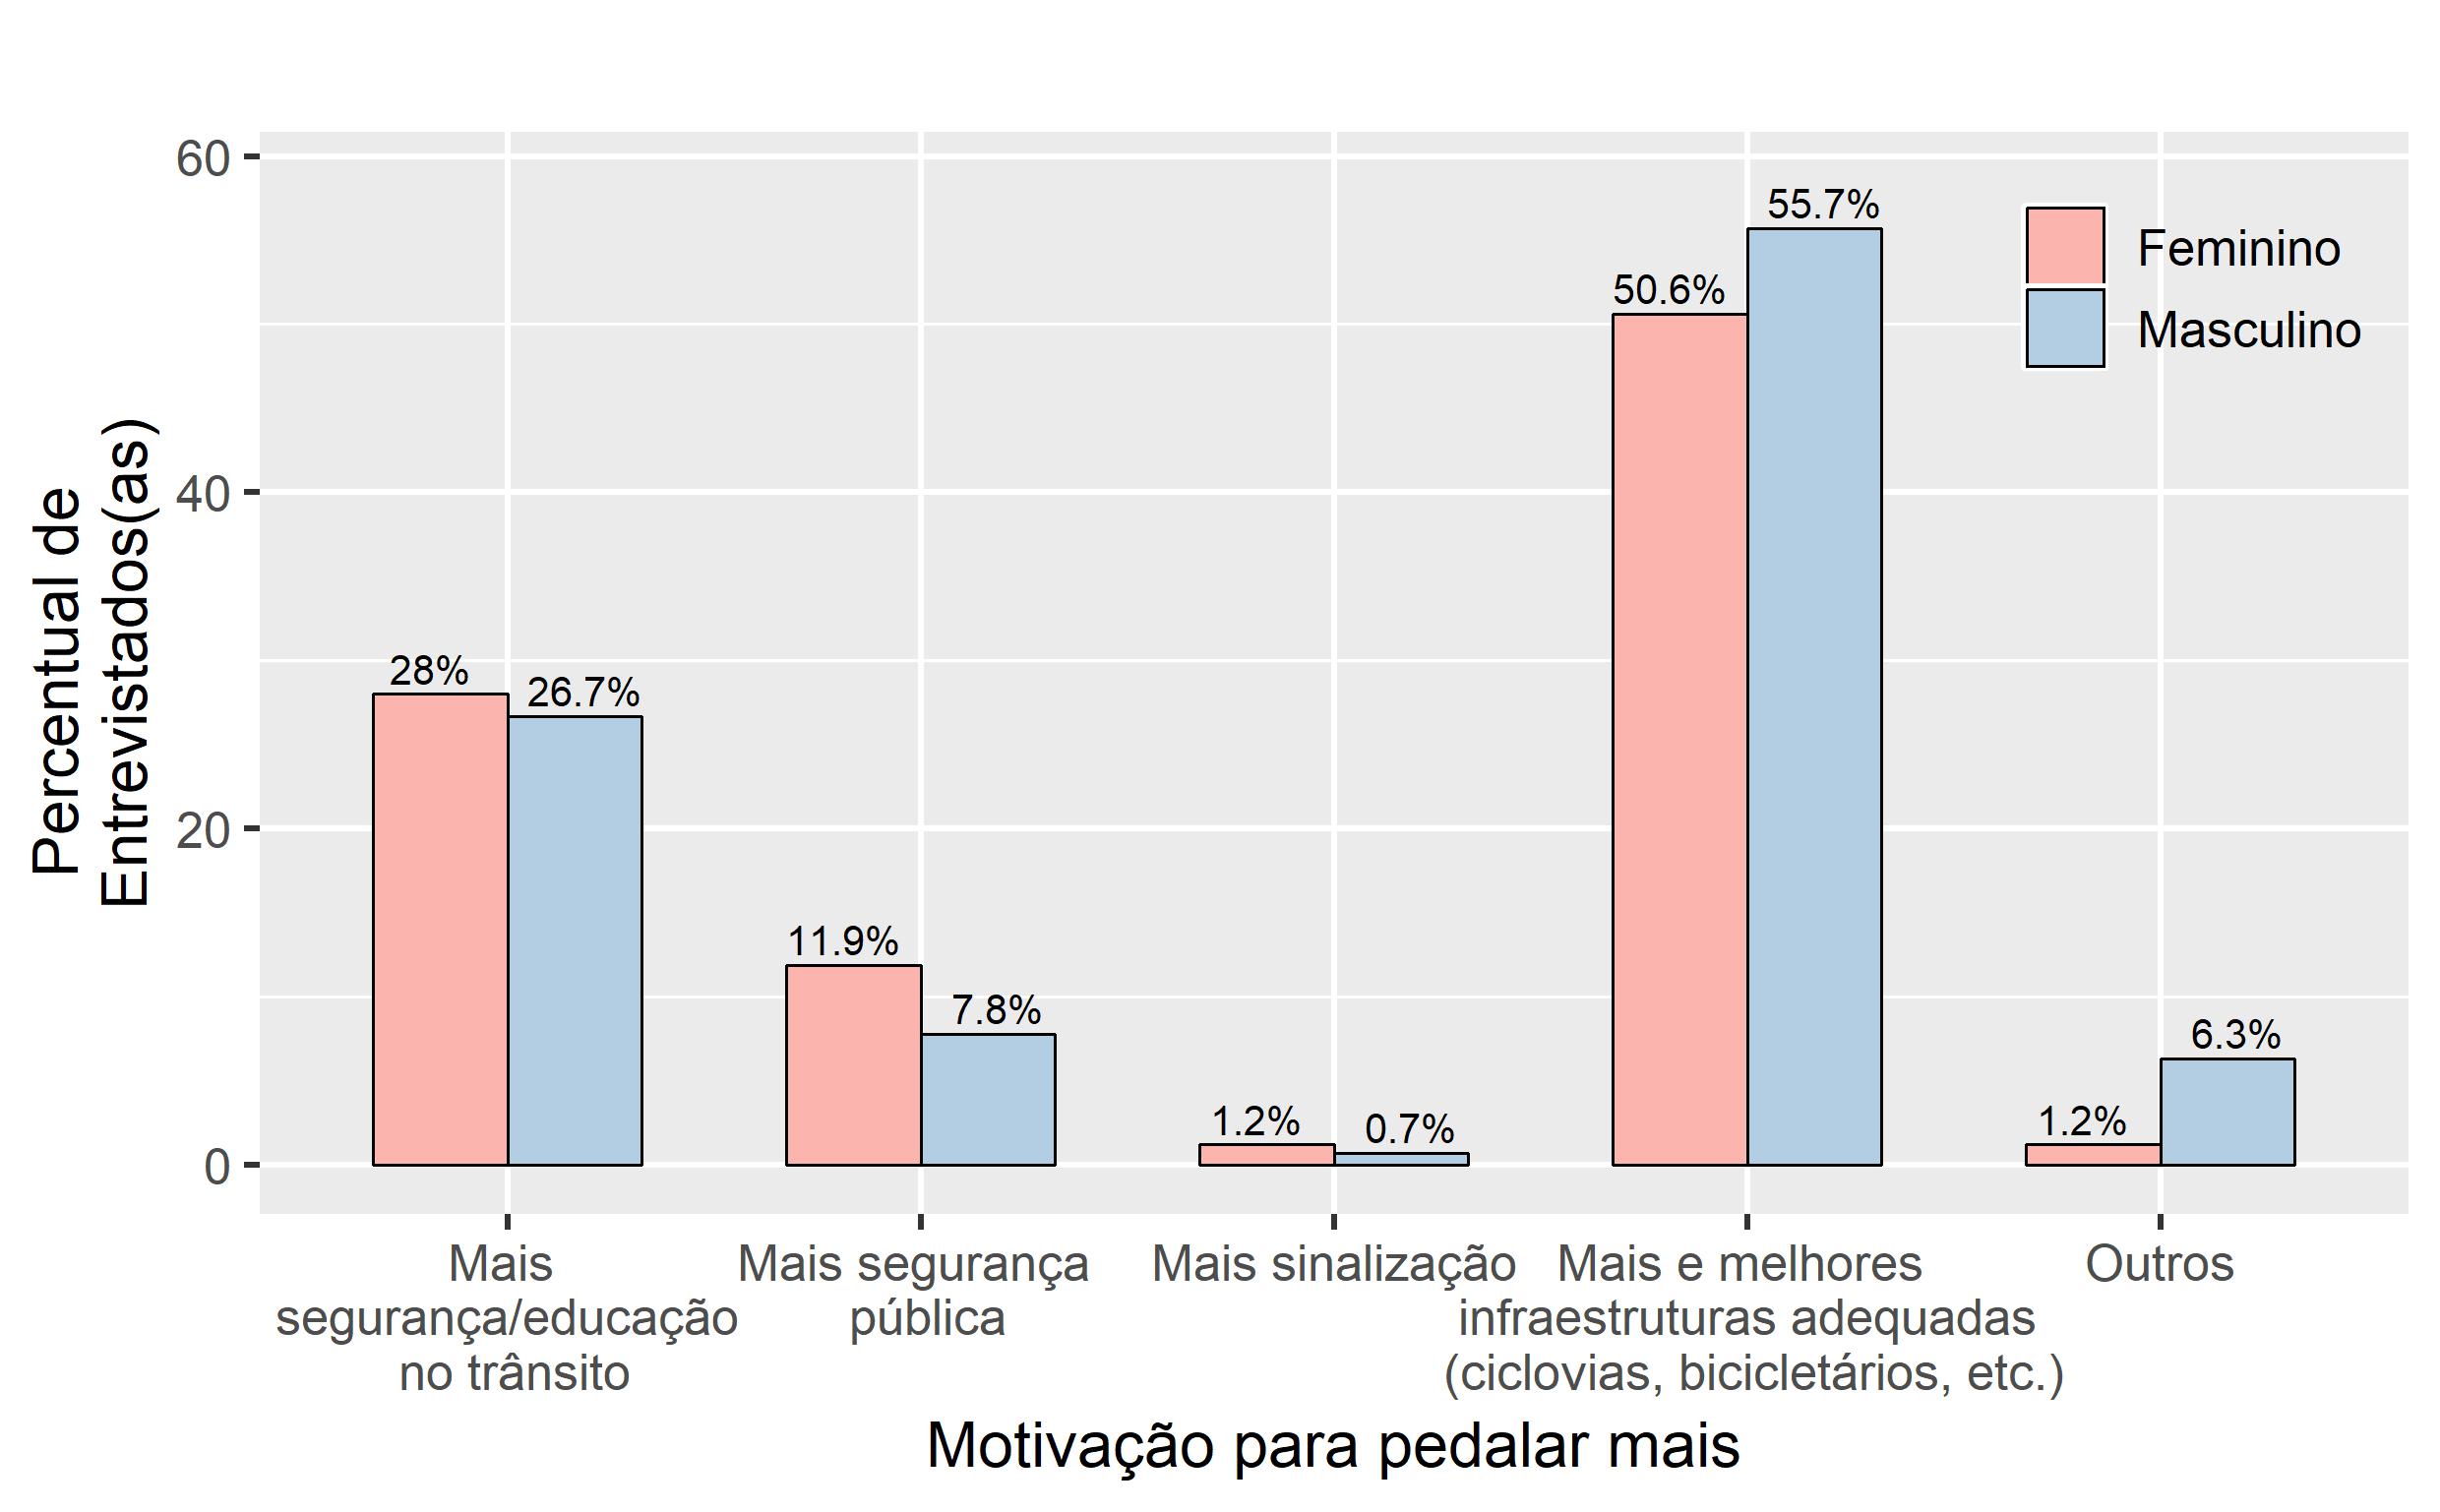 60
40
20
0
Percentual de
Entrevistados(as)
28%
26.7%
11.9%
7.8%
1.2%
0.7%
50.6%
55.7%
1.2%
6.3%
Feminino
Masculino
Mais
segurança/educação
no trânsito
Mais segurança
pública
Mais sinalização
Mais e melhores
infraestruturas adequadas
(ciclovias, bicicletários, etc.)
Outros
Motivação para pedalar mais